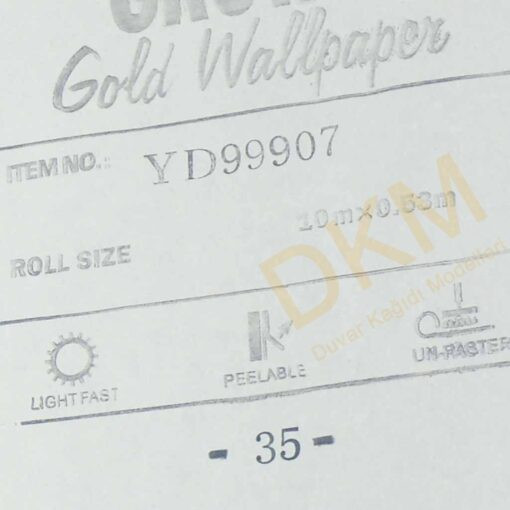 Gold Wallpaper
ITEM NO.: YD99907
ROLL SIZE 10m×0.53m
LIGHT FAST PEELABLE UN-PASTER
- 35 -
DKM
Duvar Kağıdı Modelleri